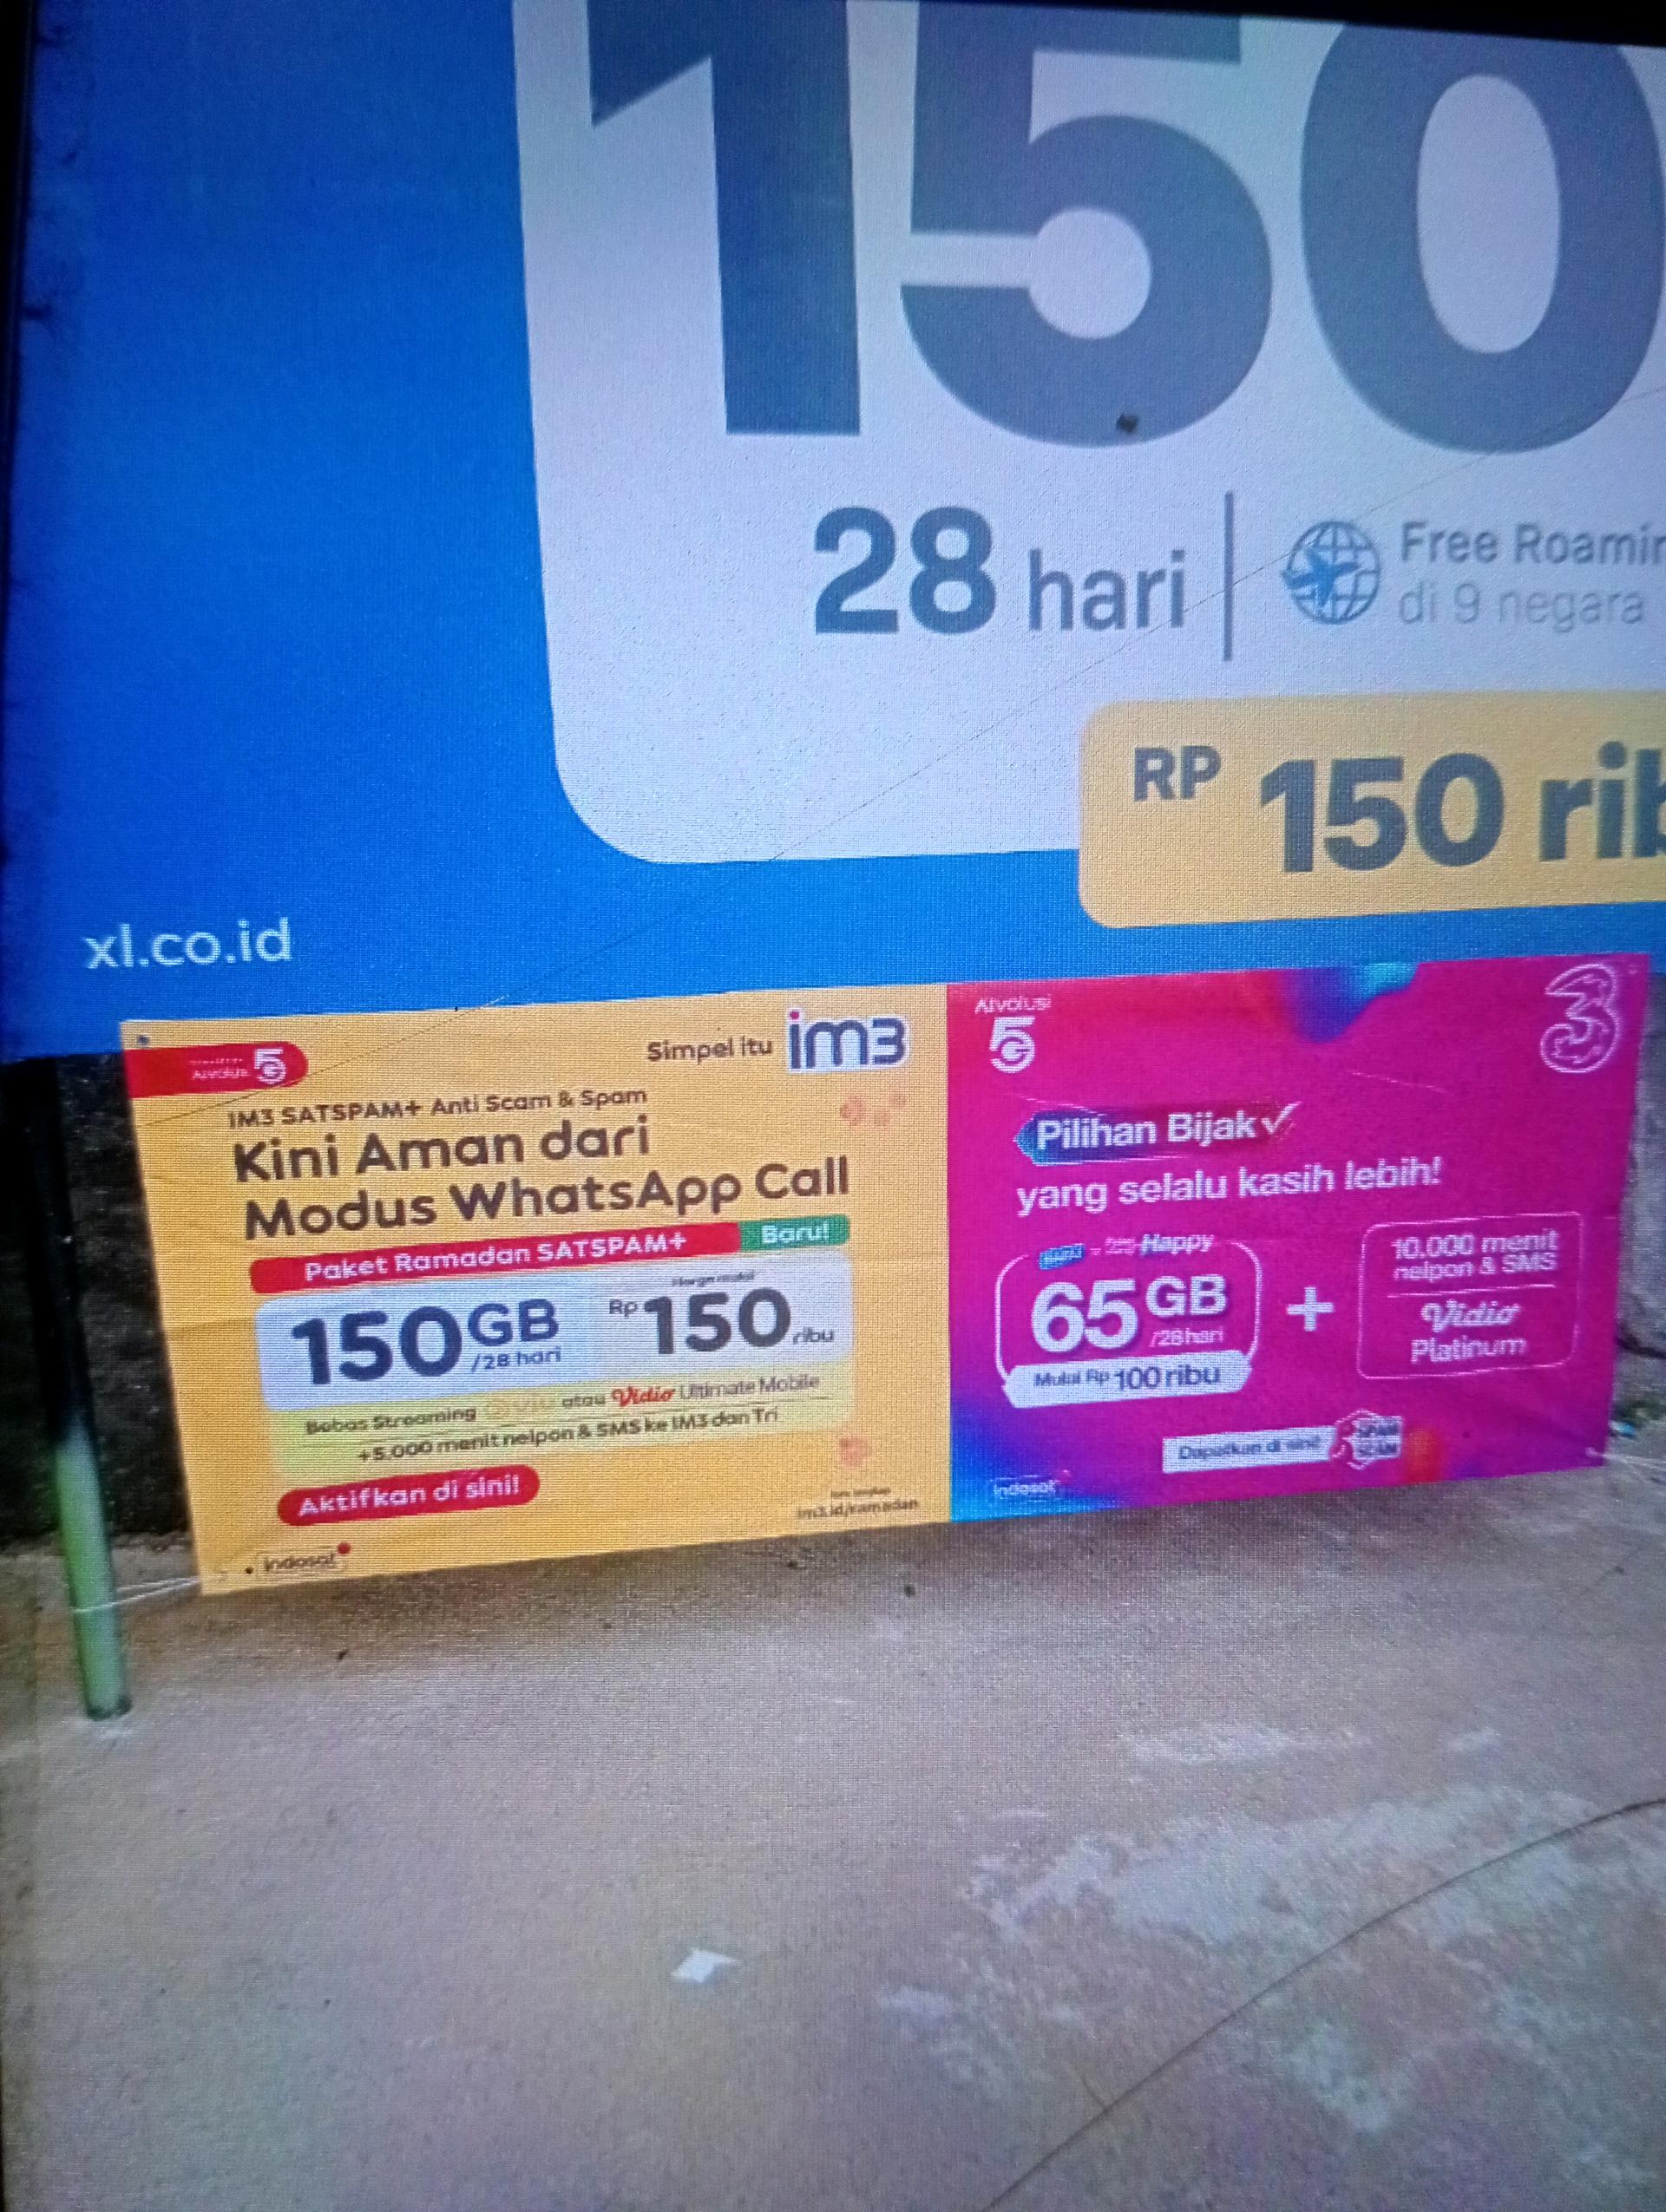 150
28 hari
Free Roamin
di 9 negara
RP 150 rib
xl.co.id
5G
Simpel itu im3
IM3 SATSPAM+ Anti Scam & Spam
Kini Aman dari
Modus WhatsApp Call
Paket Ramadan SATSPAM+ Baru!
150GB
/28 hari
Rp 150 ribu
Bebas Streaming atau Vidio Ultimate Mobile
+5.000 menit nelpon & SMS ke IM3 dan Tri
Aktifkan di sini!
im3.id/ramadan
indosat
AIvolusi
5G
3
Pilihan Bijak
yang selalu kasih lebih!
Happy
65GB
/28 hari
Mulai Rp 100 ribu
+
10.000 menit
nelpon & SMS
Vidio
Platinum
Dapatkan di sini!
indosat